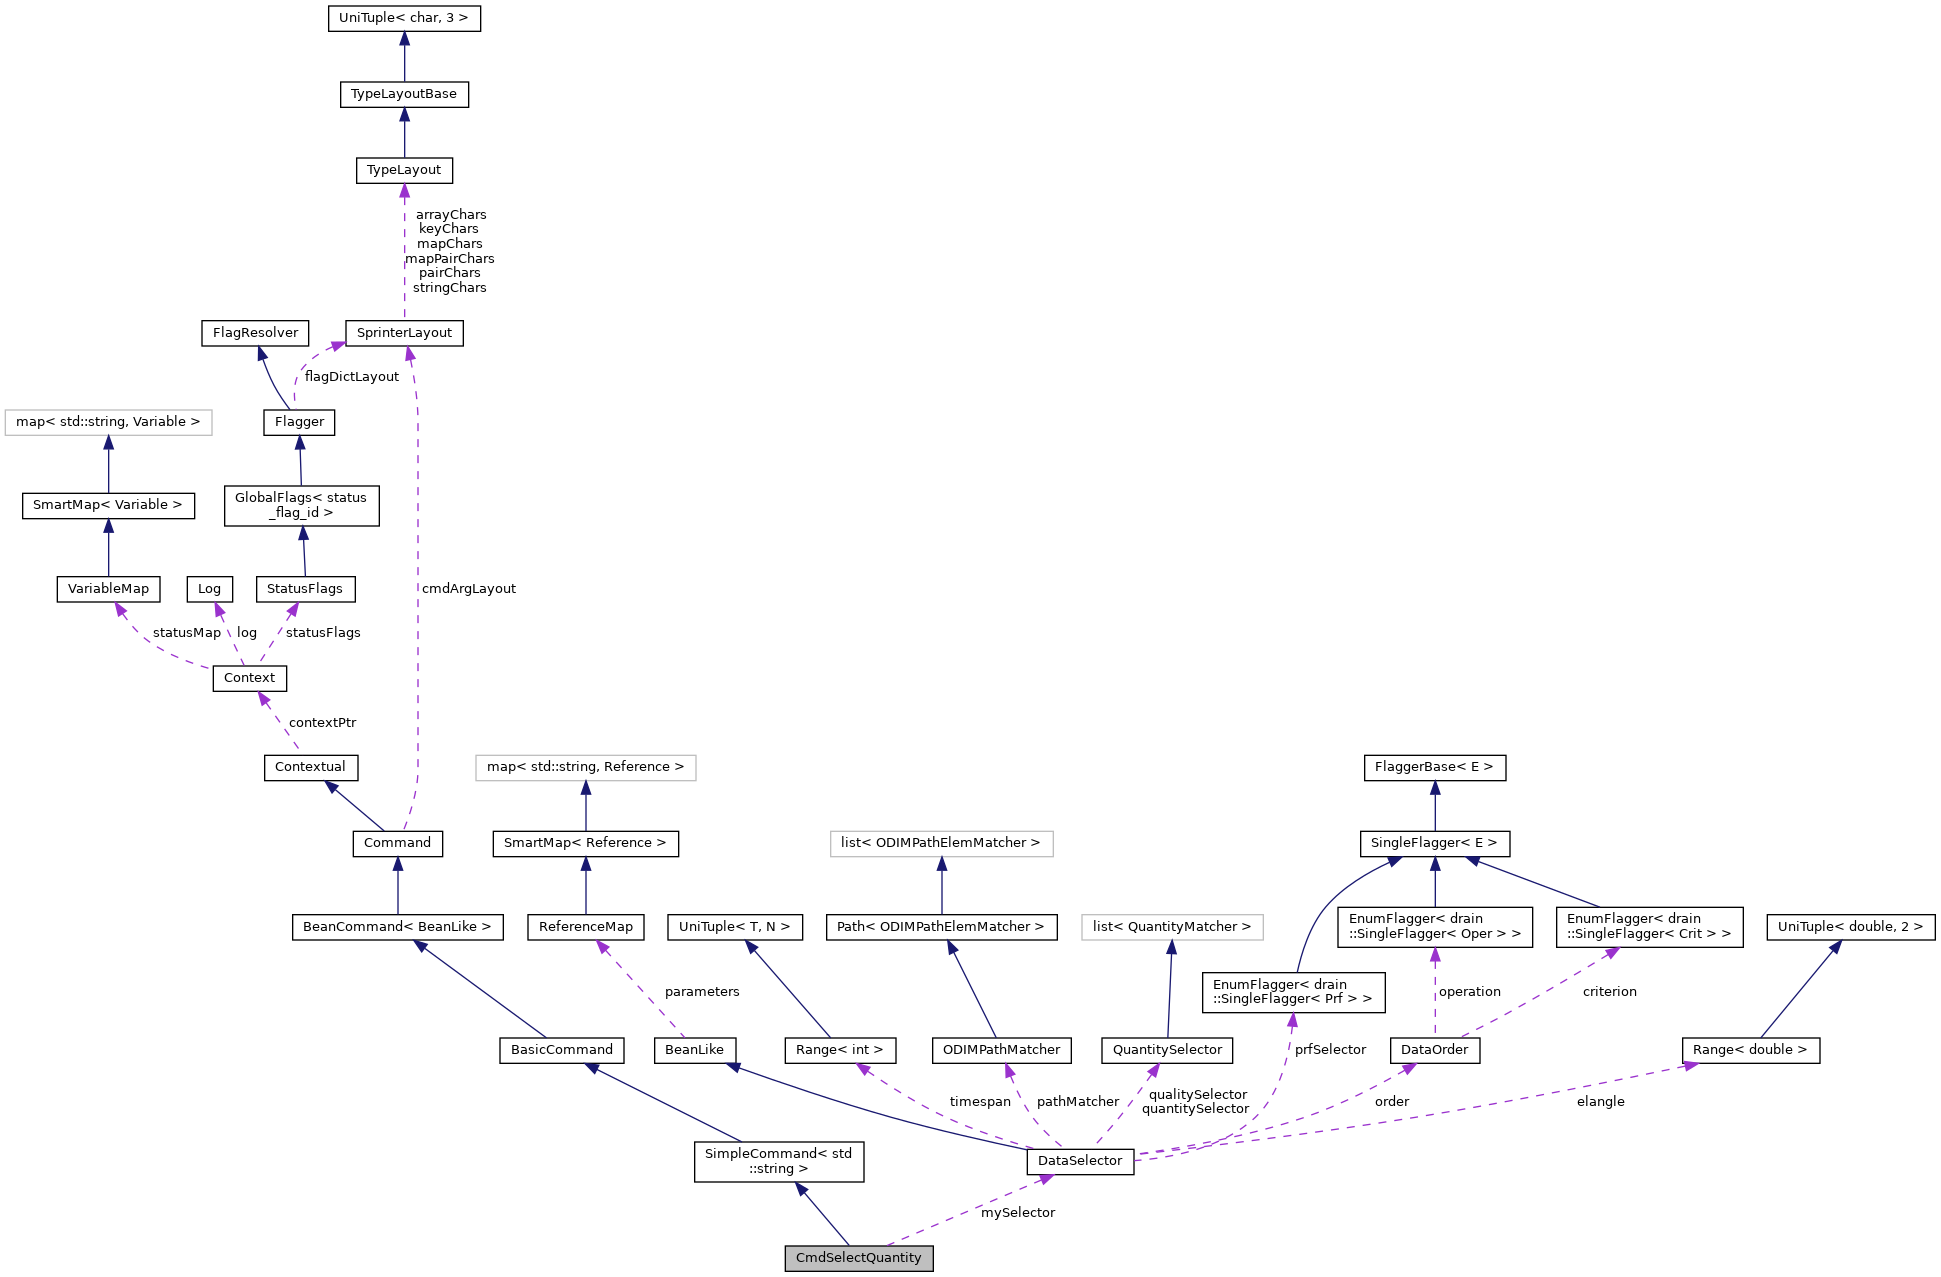 UniTuple< char, 3 >
TypeLayoutBase
TypeLayout
arrayChars
keyChars
mapChars
mapPairChars
pairChars
stringChars
FlagResolver
SprinterLayout
flagDictLayout
map< std::string, Variable >
Flagger
SmartMap< Variable >
GlobalFlags< status
_flag_id >
VariableMap
Log
StatusFlags
cmdArgLayout
statusMap
log
statusFlags
Context
contextPtr
Contextual
map< std::string, Reference >
FlaggerBase< E >
Command
SmartMap< Reference >
list< ODIMPathElemMatcher >
SingleFlagger< E >
BeanCommand< BeanLike >
ReferenceMap
UniTuple< T, N >
Path< ODIMPathElemMatcher >
list< QuantityMatcher >
EnumFlagger< drain
::SingleFlagger< Oper > >
EnumFlagger< drain
::SingleFlagger< Crit > >
UniTuple< double, 2 >
parameters
EnumFlagger< drain
::SingleFlagger< Prf > >
operation
criterion
BasicCommand
BeanLike
Range< int >
ODIMPathMatcher
QuantitySelector
prfSelector
DataOrder
Range< double >
timespan
pathMatcher
qualitySelector
quantitySelector
order
elangle
SimpleCommand< std
::string >
DataSelector
mySelector
CmdSelectQuantity